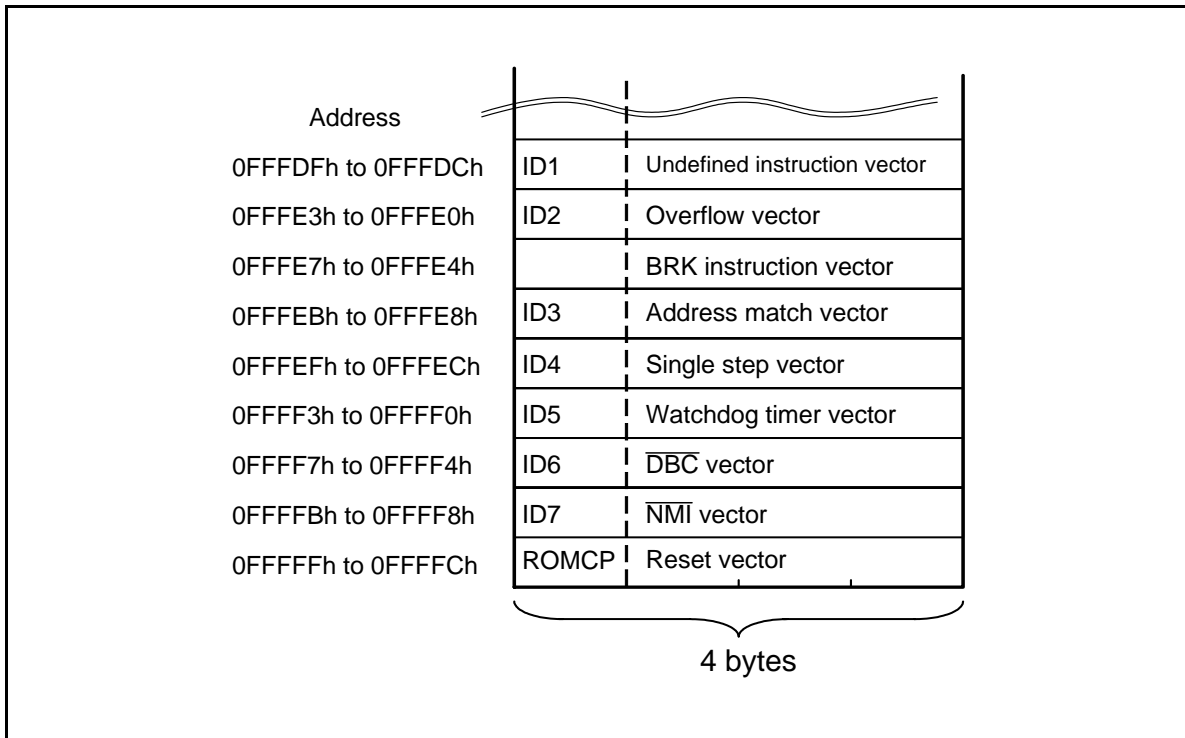 Address
0FFFDFh to 0FFFDCh ID1 Undefined instruction vector
0FFFE3h to 0FFFE0h ID2 Overflow vector
0FFFE7h to 0FFFE4h BRK instruction vector
0FFFEBh to 0FFFE8h ID3 Address match vector
0FFFEFh to 0FFFECh ID4 Single step vector
0FFFF3h to 0FFFF0h ID5 Watchdog timer vector
0FFFF7h to 0FFFF4h ID6 D̅B̅C̅ vector
0FFFFBh to 0FFFF8h ID7 N̅M̅I̅ vector
0FFFFFh to 0FFFFCh ROMCP Reset vector
4 bytes